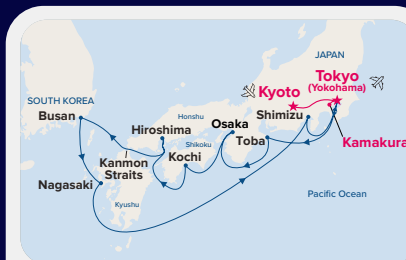 JAPAN
Tokyo
(Yokohama)
Kyoto
SOUTH KOREA
Busan
Honshu
Osaka
Shimizu
Hiroshima
Shikoku
Toba
Kamakura
Kanmon
Straits
Kochi
Nagasaki
Kyushu
Pacific Ocean